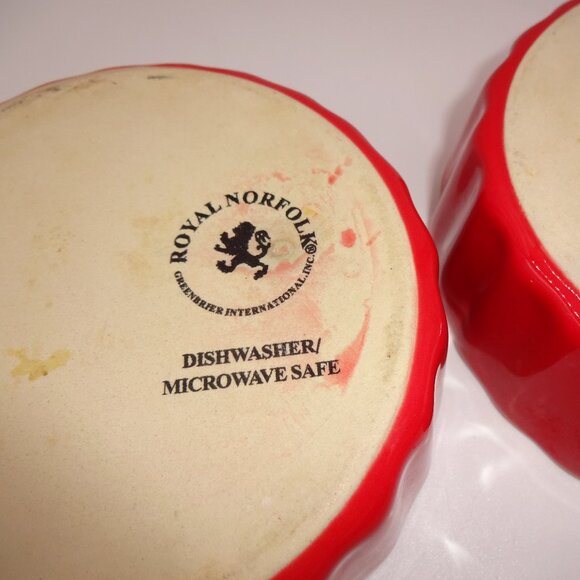 ROYAL NORFOLK®
GREENBRIER INTERNATIONAL, INC.
DISHWASHER/
MICROWAVE SAFE